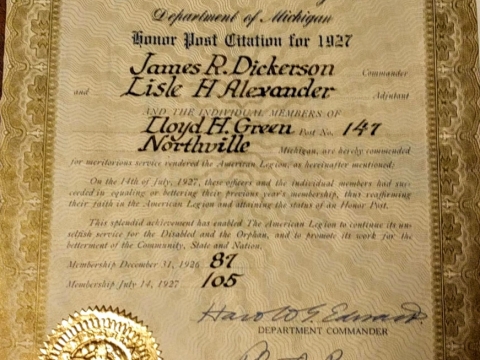 Department of Michigan
Honor Post Citation for 1927
James R. Dickerson Commander
and Lisle H Alexander Adjutant
AND THE INDIVIDUAL MEMBERS OF
Lloyd H. Green Post No. 147
Northville Michigan, are hereby commended
for meritorious service rendered the American Legion, as hereinafter mentioned:
On the 14th of July, 1927, these officers and the individual members had suc-
ceeded in equaling or bettering their previous year's membership, thus reaffirming
their faith in the American Legion and attaining the status of an Honor Post.
This splendid achievement has enabled The American Legion to continue its un-
selfish service for the Disabled and the Orphan, and to promote its work for the
betterment of the Community, State and Nation.
Membership December 31, 1926 87
Membership July 14, 1927 105
DEPARTMENT COMMANDER